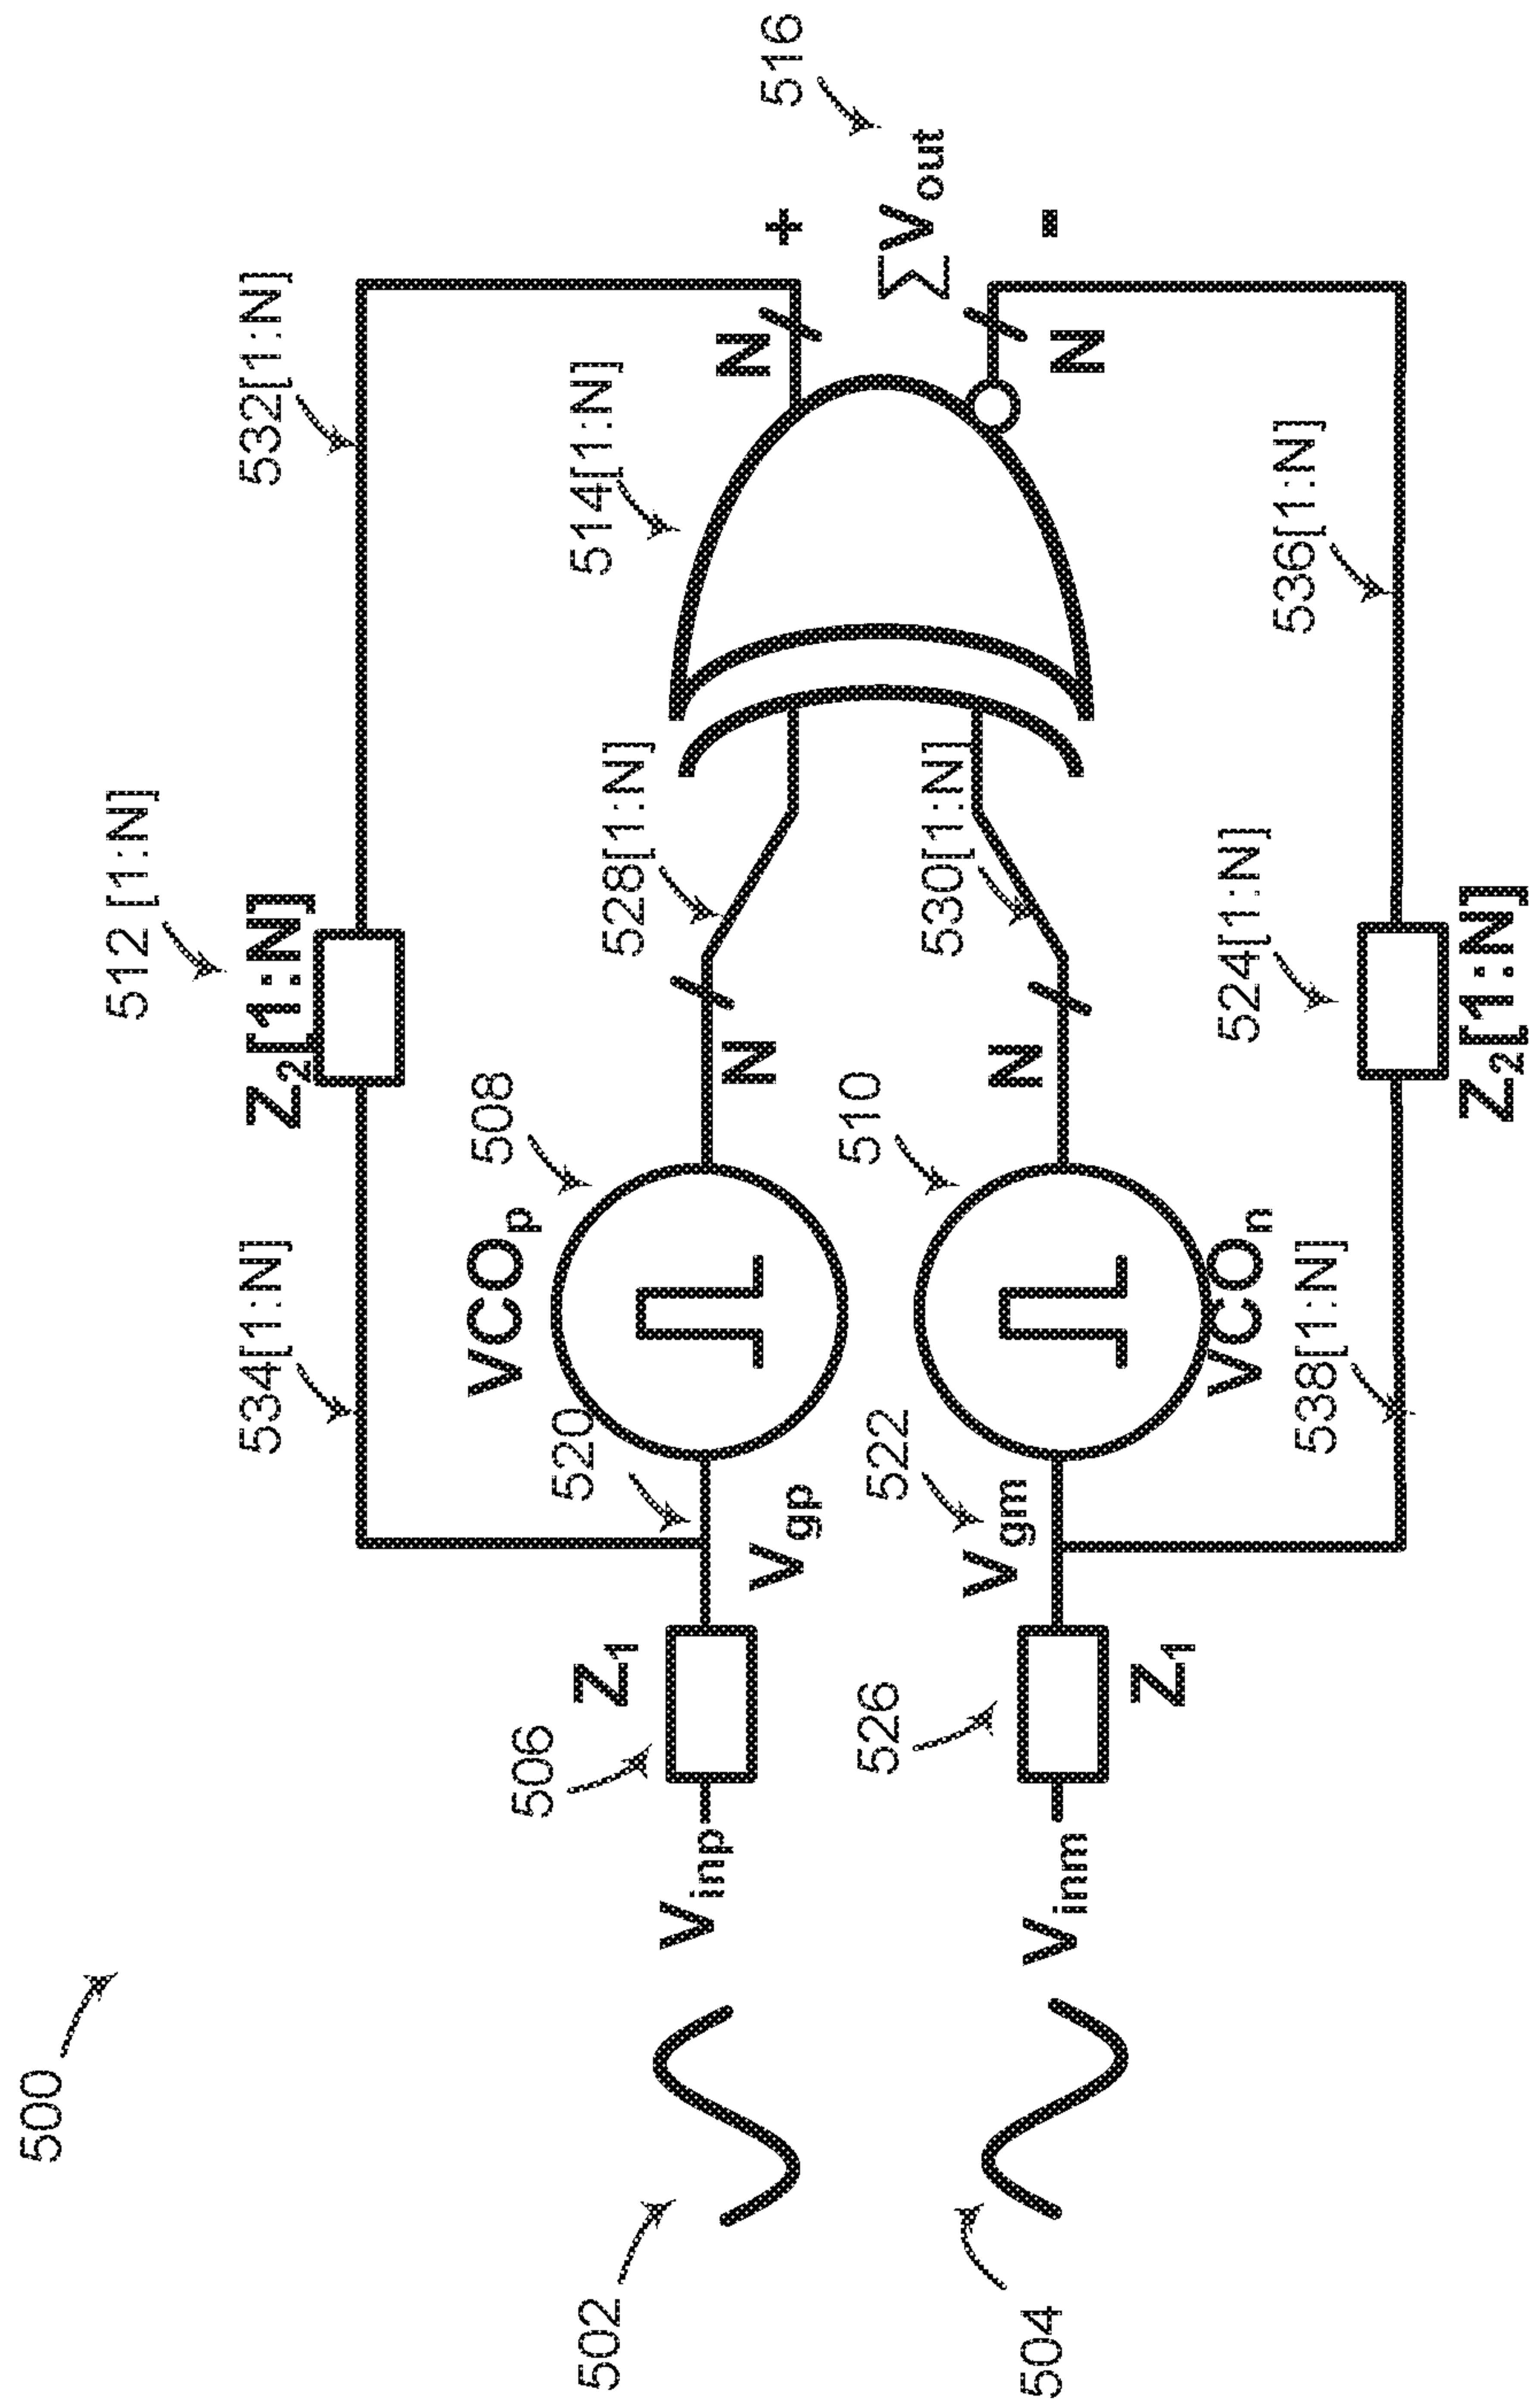 500
502
504
Vinp
Vinm
506
Z1
526
Z1
520
Vgp
522
Vgm
534[1:N]
538[1:N]
VCOp
508
VCOn
510
512 [1:N]
Z2[1:N]
524[1:N]
Z2[1:N]
N
N
528[1:N]
530[1:N]
514[1:N]
532[1:N]
536[1:N]
N
N
+
ΣVout
-
516